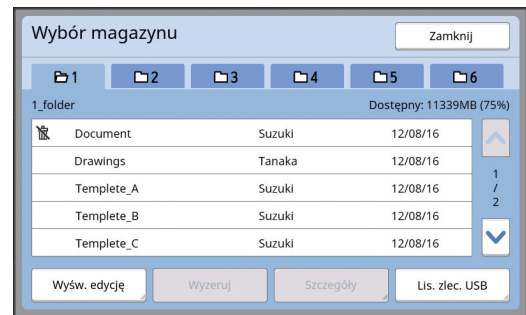 Wybór magazynu Zamknij
1 2 3 4 5 6
1_folder Dostępny: 11339MB (75%)
Document Suzuki 12/08/16
Drawings Tanaka 12/08/16
Templete_A Suzuki 12/08/16
Templete_B Suzuki 12/08/16
Templete_C Suzuki 12/08/16
1
/
2
Wyśw. edycję Wyzeruj Szczegóły Lis. zlec. USB